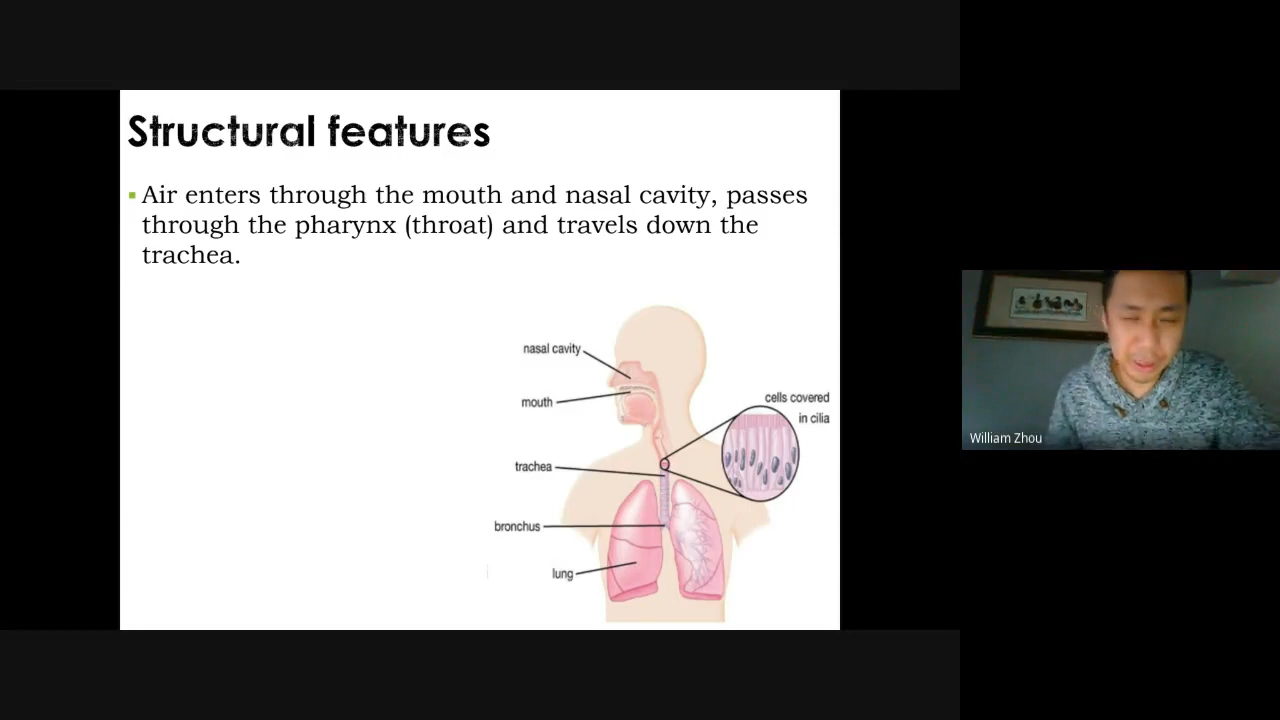 Structural features
Air enters through the mouth and nasal cavity, passes
through the pharynx (throat) and travels down the
trachea.
nasal cavity
mouth
cells covered
in cilia
trachea
bronchus
lung
William Zhou